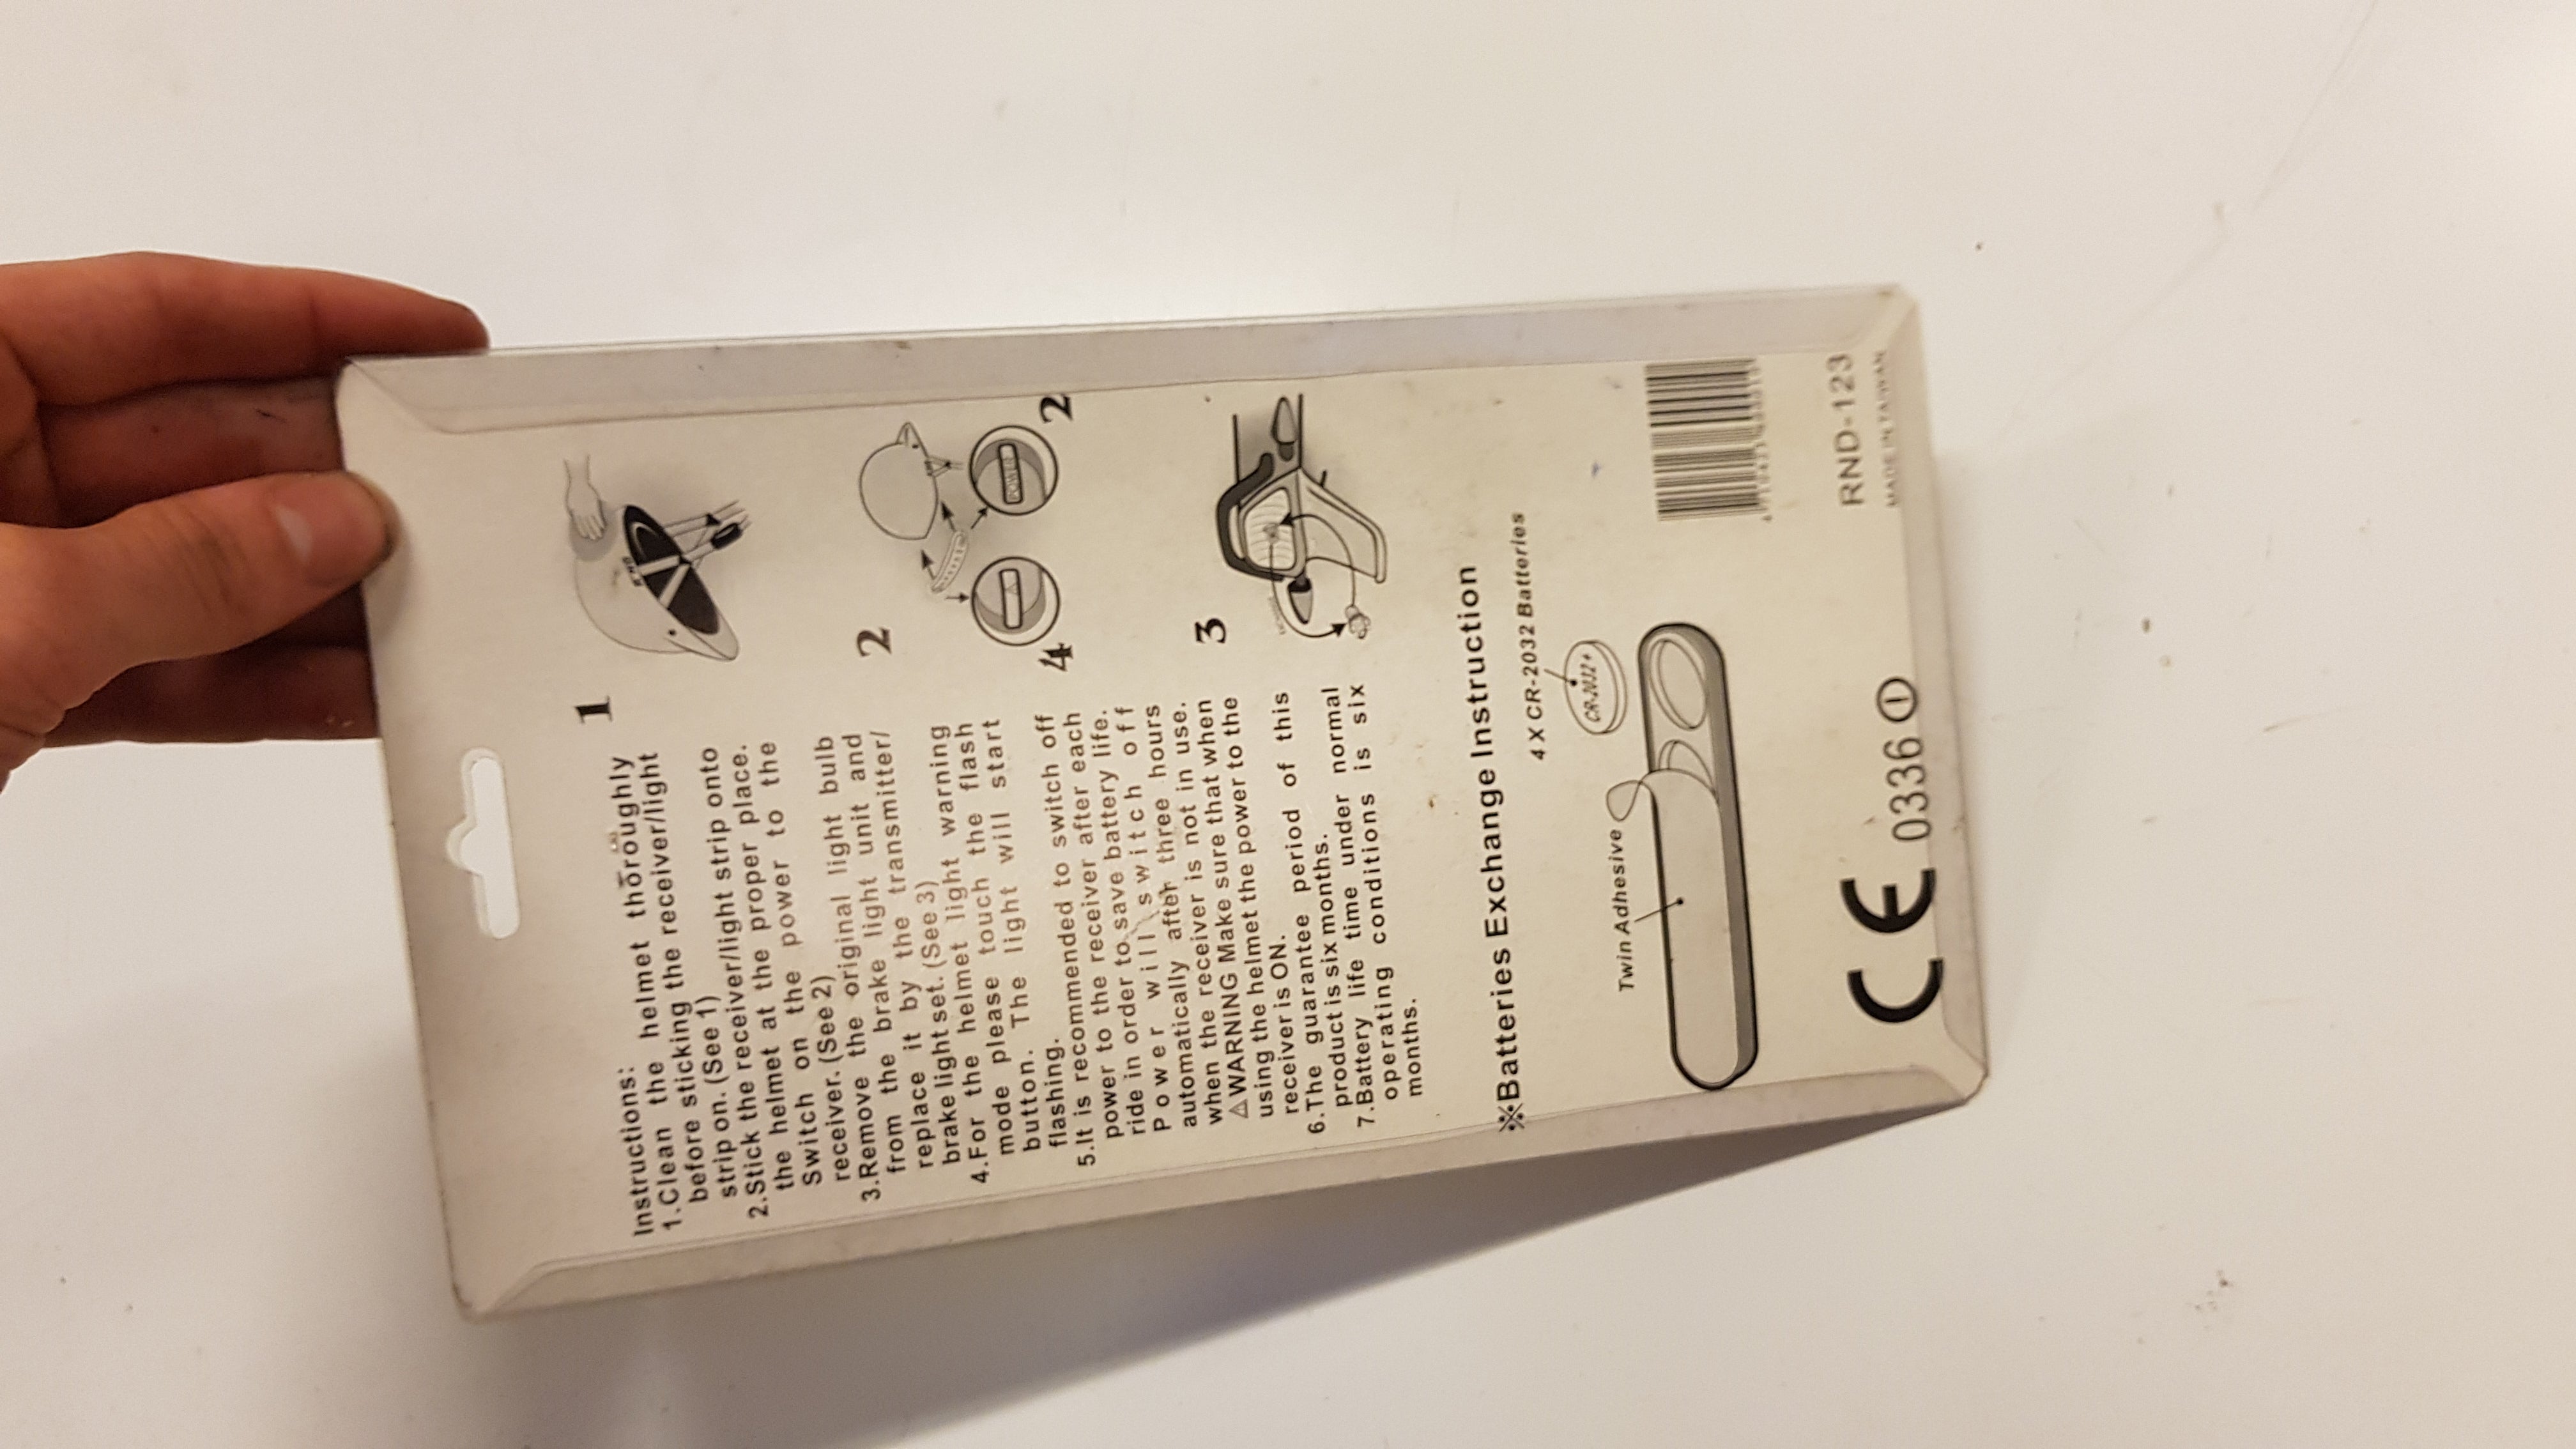 Instructions:
1.Clean the helmet thoroughly
before sticking the receiver/light
strip on. (See 1)
2.Stick the receiver/light strip onto
the helmet at the proper place.
Switch on the power to the
receiver. (See 2)
3.Remove the original light bulb
from the brake light unit and
replace it by the transmitter/
brake light set. (See 3)
4.For the helmet light warning
mode please touch the flash
button. The light will start
flashing.
5.It is recommended to switch off
power to the receiver after each
ride in order to save battery life.
Power will switch off
automatically after three hours
when the receiver is not in use.
⚠WARNING Make sure that when
using the helmet the power to the
receiver is ON.
6.The guarantee period of this
product is six months.
7.Battery life time under normal
operating conditions is six
months.
1
2
POWER
4
2
3
※Batteries Exchange Instruction
4 X CR-2032 Batteries
CR-2032+
Twin Adhesive
CE 0336
RND-123
MADE IN TAIWAN